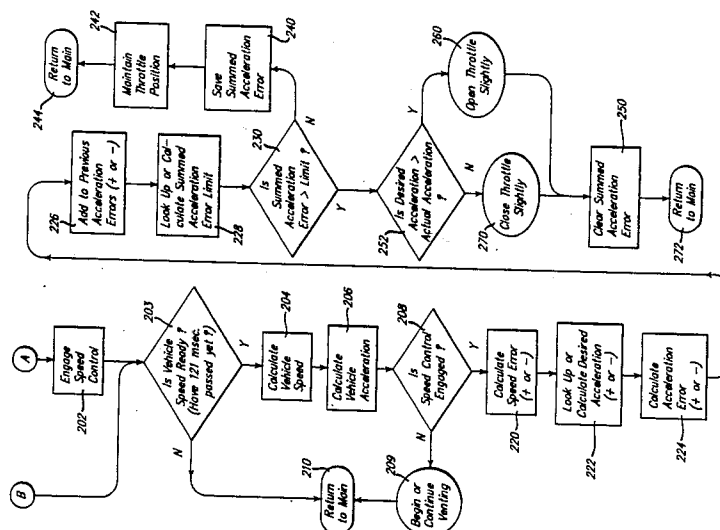 A
B
Engage
Speed
Control
202
203
Is Vehicle
Speed Ready ?
(Have 121 msec.
passed yet?)
N
Y
Calculate
Vehicle
Speed
204
Calculate
Vehicle
Acceleration
206
208
Is
Speed Control
Engaged ?
N
Y
209
Begin or
Continue
Venting
210
Return
to Main
Calculate
Speed Error
(+ or -)
220
Look Up or
Calculate Desired
Acceleration
(+ or -)
222
Calculate
Acceleration
Error
(+ or -)
224
226
Add to Previous
Acceleration
Errors (+ or -)
Look Up or Cal-
culate Summed
Acceleration
Error Limit
228
230
Is
Summed
Acceleration
Error > Limit ?
N
Y
240
Save
Summed
Acceleration
Error
242
Maintain
Throttle
Position
244
Return
to Main
252
Is Desired
Acceleration >
Actual Acceleration
?
Y
N
260
Open Throttle
Slightly
270
Close Throttle
Slightly
250
Clear Summed
Acceleration
Error
272
Return
to Main